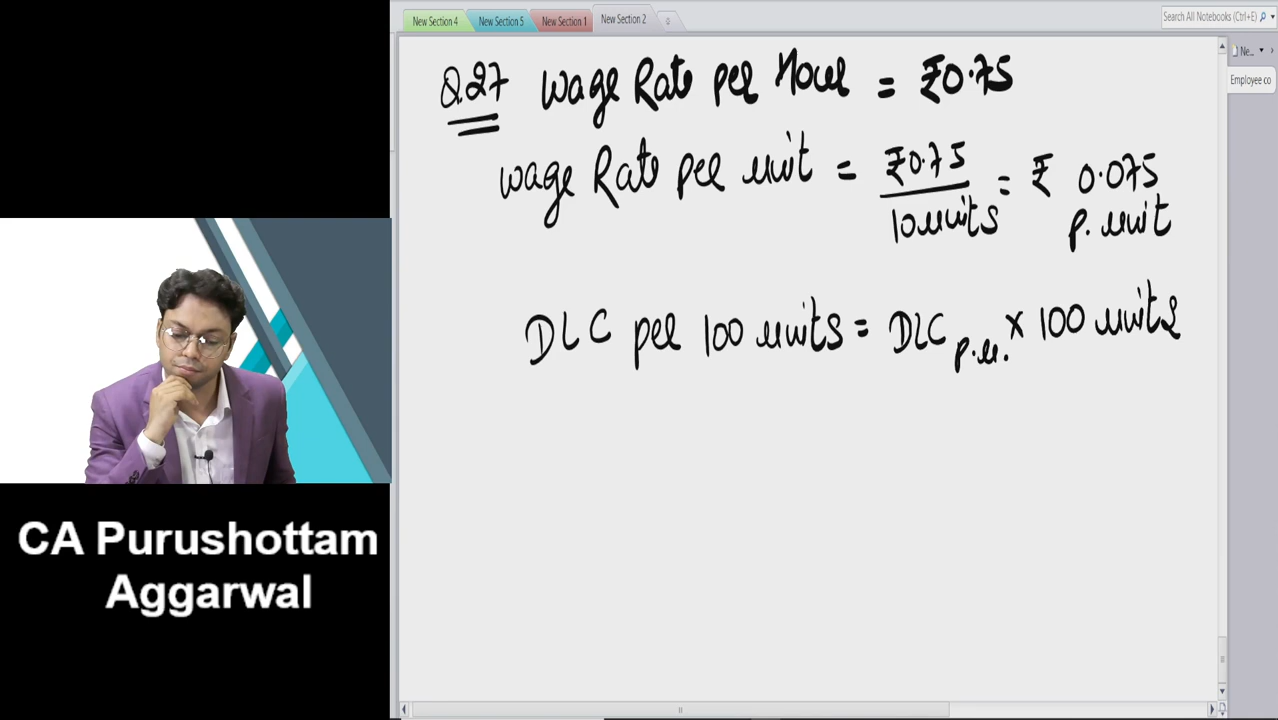 New Section 4 New Section 5 New Section 1 New Section 2
Search All Notebooks (Ctrl+E)
Ne...
Employee co
Q.27 Wage Rate per Hour = ₹0.75
Wage Rate per unit = ₹0.75 / 10 units = ₹ 0.075 p. unit
DLC per 100 units = DLC p.u. × 100 units
CA Purushottam
Aggarwal